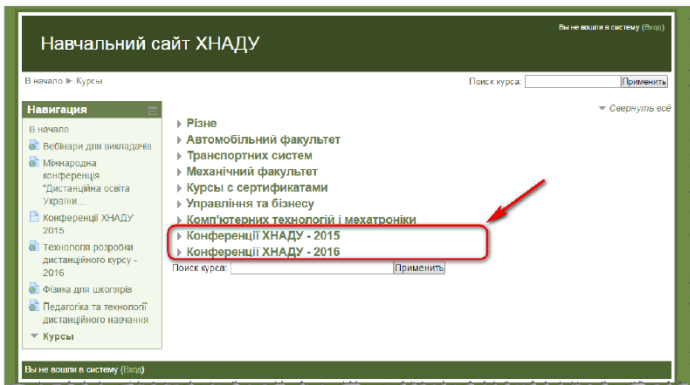 Вы не вошли в систему (Вход)
Навчальний сайт ХНАДУ
В начало ► Курсы
Поиск курса: Применить
Навигация
В начало
Вебінари для викладачів
Міжнародна
конференція
"Дистанційна освіта
України...
Конференції ХНАДУ
2015
Технологія розробки
дистанційного курсу -
2016
Фізика для школярів
Педагогіка та технології
дистанційного навчання
Курсы
Свернуть всё
Різне
Автомобільний факультет
Транспортних систем
Механічний факультет
Курсы с сертификатами
Управління та бізнесу
Комп'ютерних технологій і мехатроніки
Конференції ХНАДУ - 2015
Конференції ХНАДУ - 2016
Поиск курса: Применить
Вы не вошли в систему (Вход)